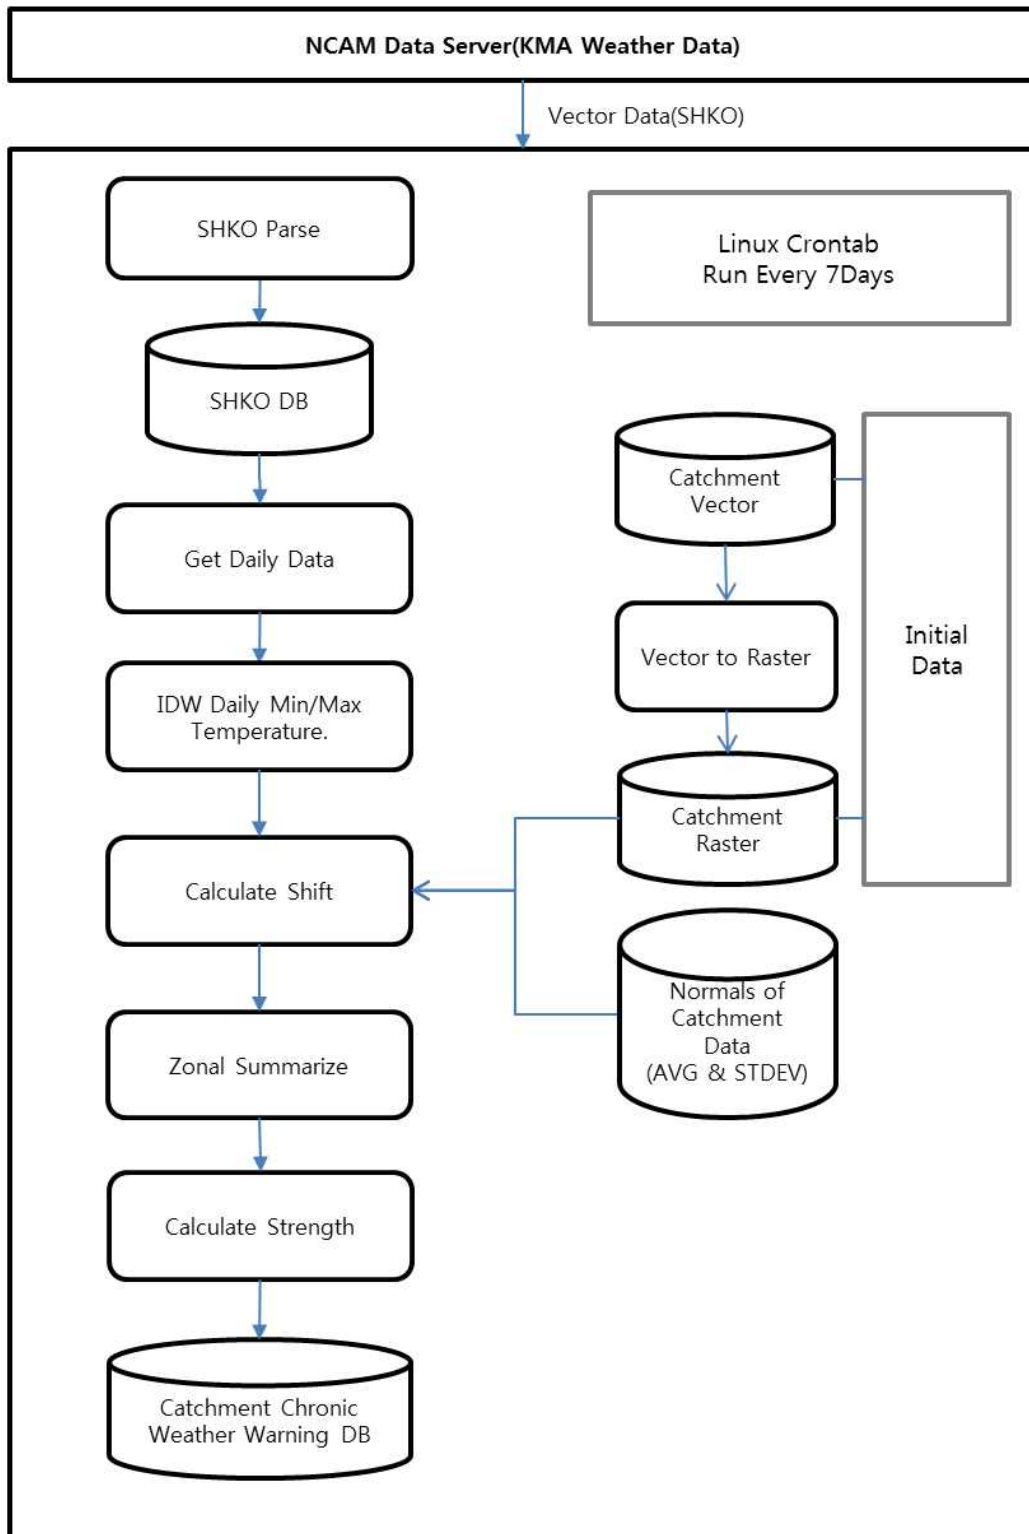 NCAM Data Server(KMA Weather Data)
Vector Data(SHKO)
SHKO Parse
Linux Crontab
Run Every 7Days
SHKO DB
Catchment
Vector
Get Daily Data
Vector to Raster
Initial
Data
IDW Daily Min/Max
Temperature.
Catchment
Raster
Calculate Shift
Normals of
Catchment
Data
(AVG & STDEV)
Zonal Summarize
Calculate Strength
Catchment Chronic
Weather Warning DB